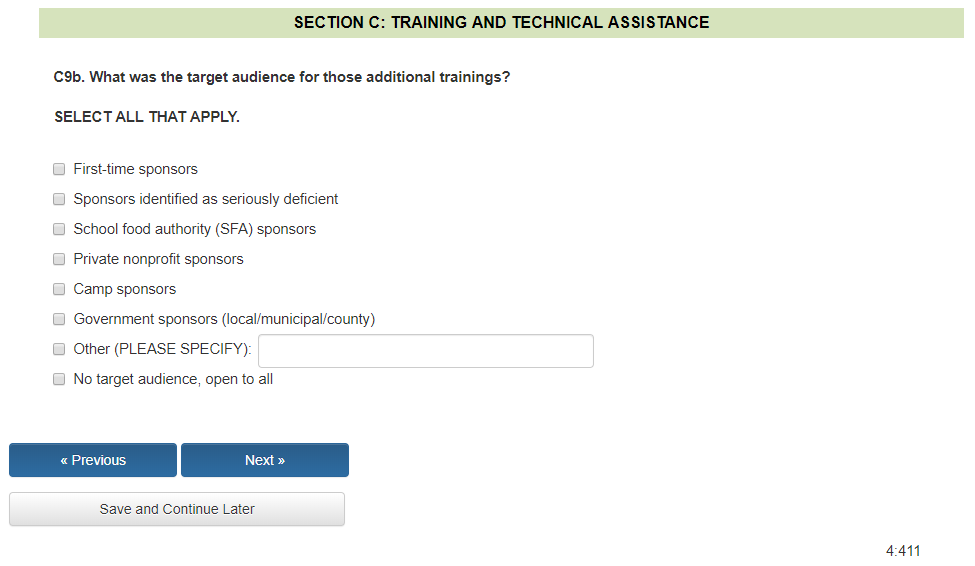 SECTION C: TRAINING AND TECHNICAL ASSISTANCE
C9b. What was the target audience for those additional trainings?
SELECT ALL THAT APPLY.
First-time sponsors
Sponsors identified as seriously deficient
School food authority (SFA) sponsors
Private nonprofit sponsors
Camp sponsors
Government sponsors (local/municipal/county)
Other (PLEASE SPECIFY):
No target audience, open to all
« Previous
Next »
Save and Continue Later
4:411